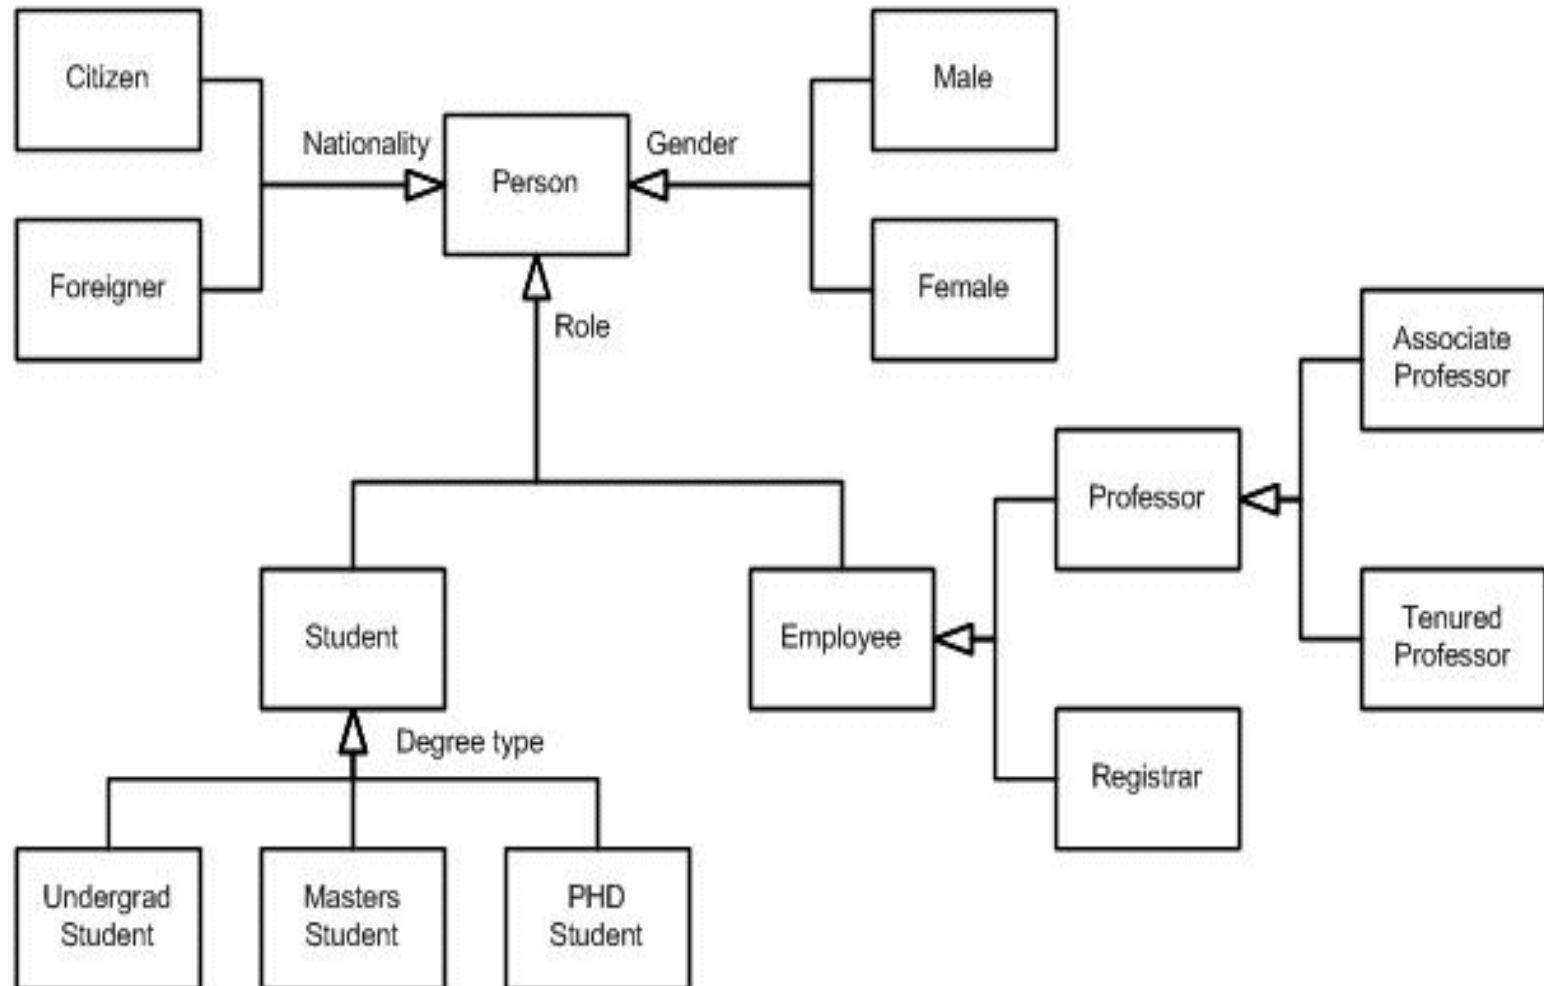 Citizen
Male
Nationality
Person
Gender
Foreigner
Female
Role
Associate
Professor
Professor
Student
Employee
Tenured
Professor
Degree type
Registrar
Undergrad
Student
Masters
Student
PHD
Student